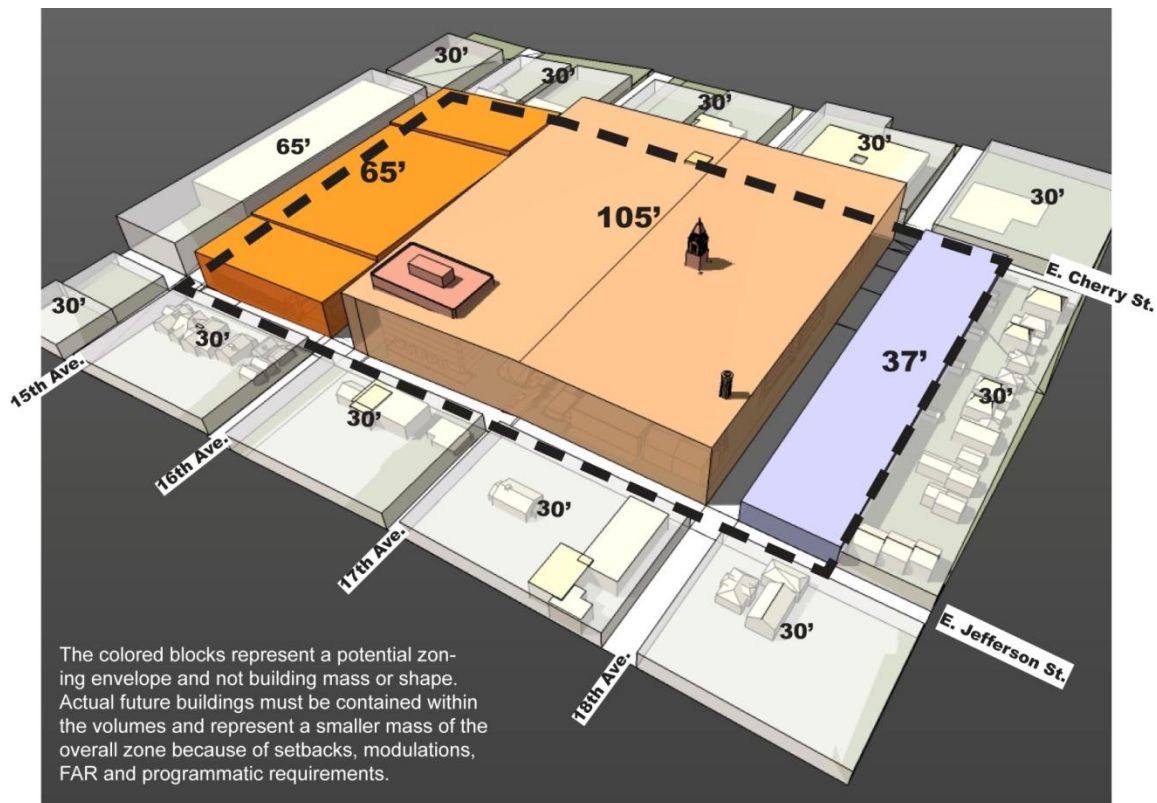 30’
30’
30’
30’
30’
65’
65’
105’
E. Cherry St.
30’
30’
37’
30’
15th Ave.
30’
16th Ave.
30’
17th Ave.
30’
18th Ave.
E. Jefferson St.
The colored blocks represent a potential zon-
ing envelope and not building mass or shape.
Actual future buildings must be contained within
the volumes and represent a smaller mass of the
overall zone because of setbacks, modulations,
FAR and programmatic requirements.